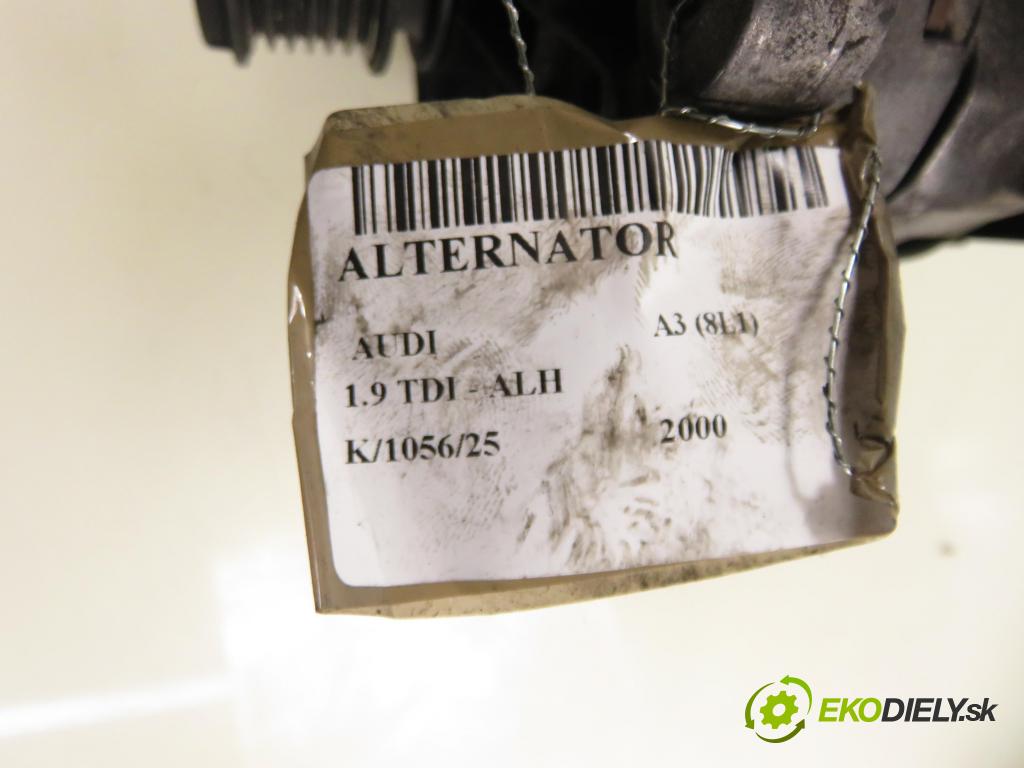 ALTERNATOR
AUDI A3 (8L1)
1.9 TDI - ALH
K/1056/25 2000
EKODIELY.sk